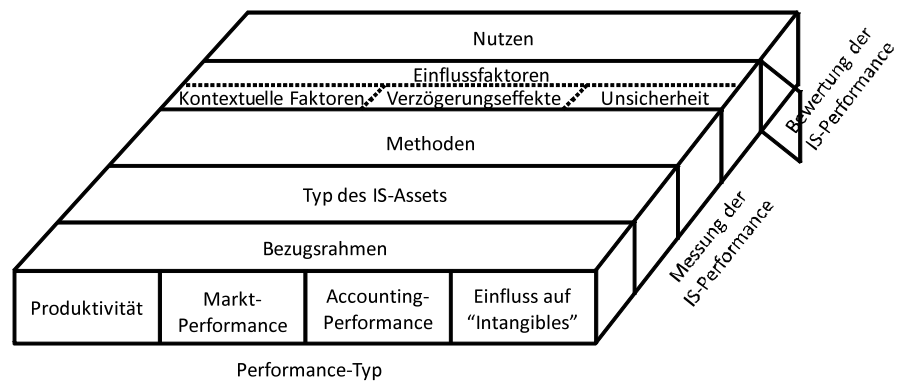 Nutzen
Einflussfaktoren
Kontextuelle Faktoren Verzögerungseffekte Unsicherheit
Methoden
Typ des IS-Assets
Bezugsrahmen
Produktivität
Markt-
Performance
Accounting-
Performance
Einfluss auf
“Intangibles”
Performance-Typ
Messung der
IS-Performance
Bewertung der
IS-Performance